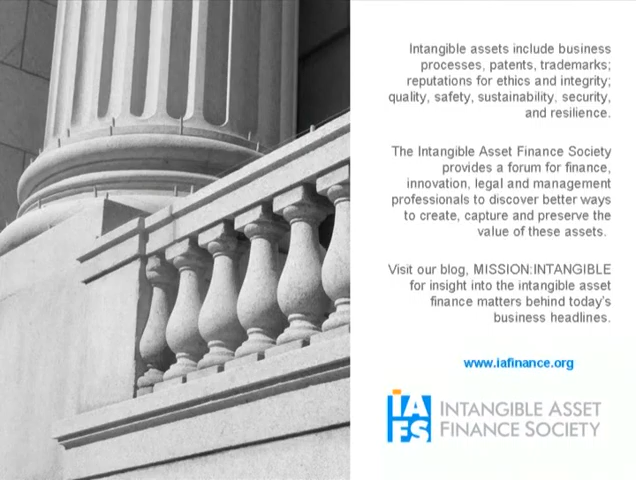 Intangible assets include business
processes, patents, trademarks;
reputations for ethics and integrity;
quality, safety, sustainability, security,
and resilience.
The Intangible Asset Finance Society
provides a forum for finance,
innovation, legal and management
professionals to discover better ways
to create, capture and preserve the
value of these assets.
Visit our blog, MISSION:INTANGIBLE
for insight into the intangible asset
finance matters behind today's
business headlines.
www.iafinance.org
IA
FS
INTANGIBLE ASSET
FINANCE SOCIETY